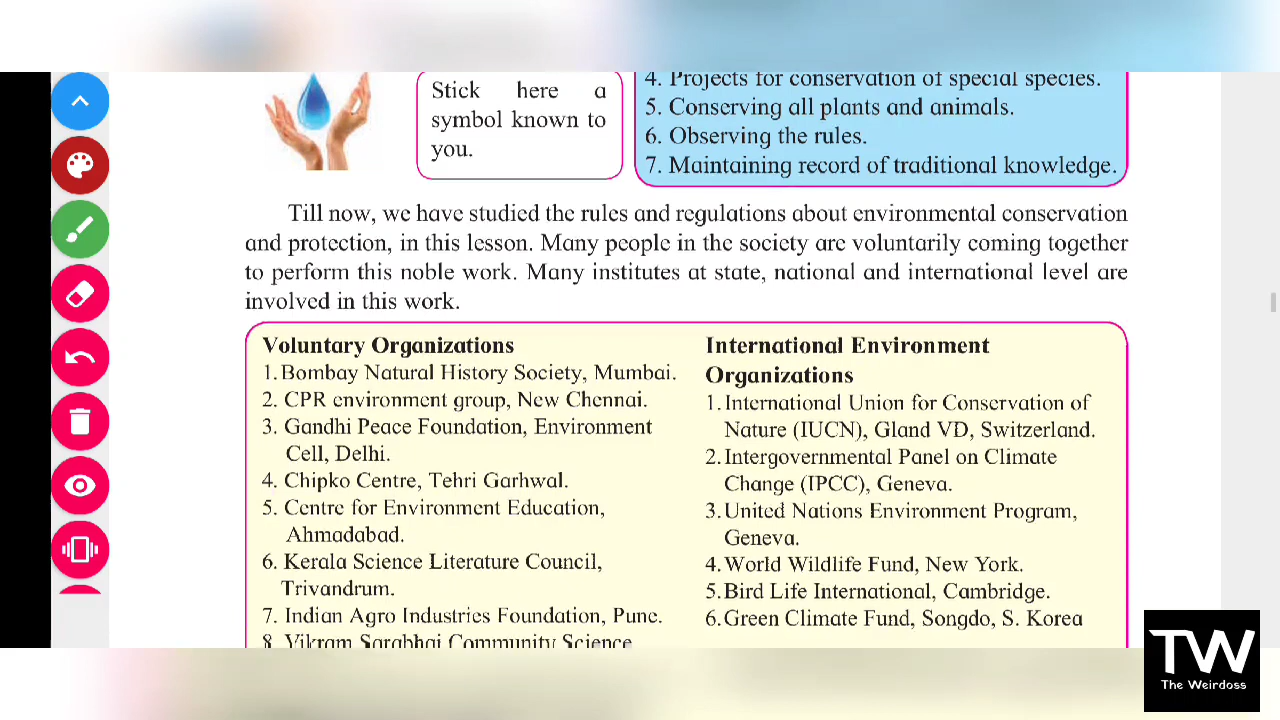 Stick here a
symbol known to
you.
4. Projects for conservation of special species.
5. Conserving all plants and animals.
6. Observing the rules.
7. Maintaining record of traditional knowledge.
Till now, we have studied the rules and regulations about environmental conservation
and protection, in this lesson. Many people in the society are voluntarily coming together
to perform this noble work. Many institutes at state, national and international level are
involved in this work.
Voluntary Organizations
1. Bombay Natural History Society, Mumbai.
2. CPR environment group, New Chennai.
3. Gandhi Peace Foundation, Environment
Cell, Delhi.
4. Chipko Centre, Tehri Garhwal.
5. Centre for Environment Education,
Ahmadabad.
6. Kerala Science Literature Council,
Trivandrum.
7. Indian Agro Industries Foundation, Pune.
8. Vikram Sarabhai Community Science
International Environment
Organizations
1. International Union for Conservation of
Nature (IUCN), Gland VD, Switzerland.
2. Intergovernmental Panel on Climate
Change (IPCC), Geneva.
3. United Nations Environment Program,
Geneva.
4. World Wildlife Fund, New York.
5. Bird Life International, Cambridge.
6. Green Climate Fund, Songdo, S. Korea
TW
The Weirdoss